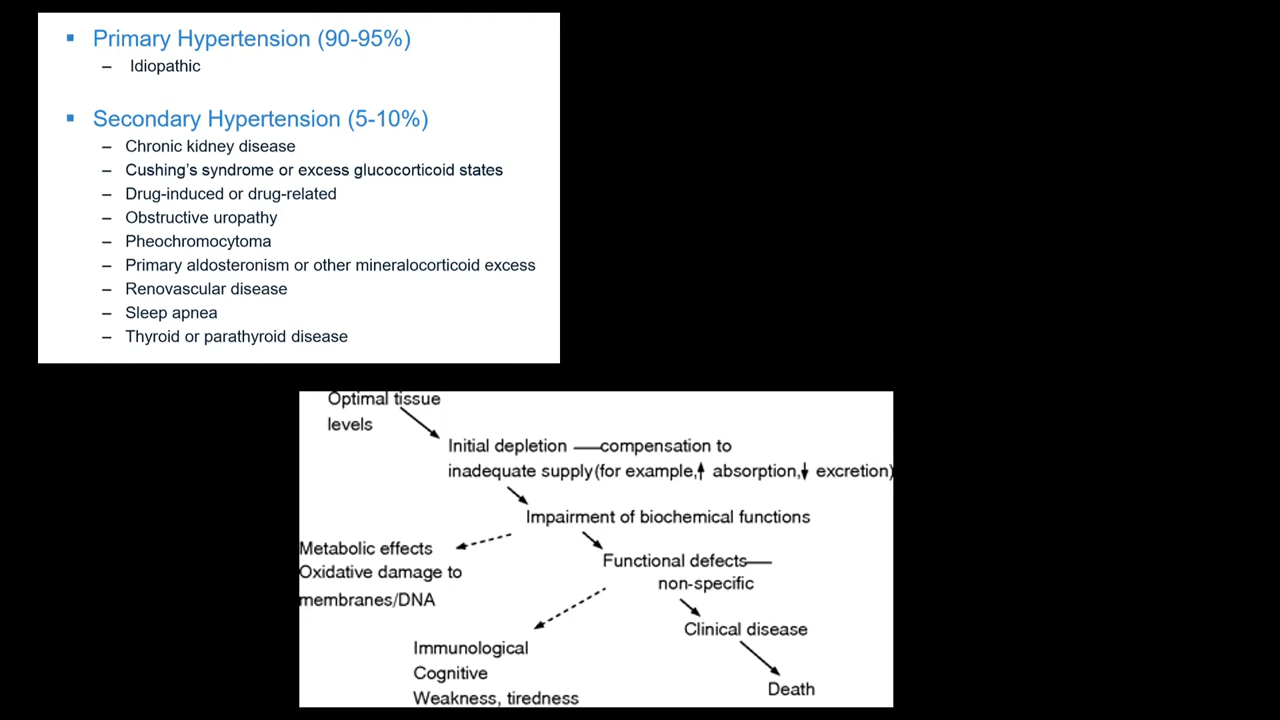 ▪ Primary Hypertension (90-95%)
– Idiopathic
▪ Secondary Hypertension (5-10%)
– Chronic kidney disease
– Cushing’s syndrome or excess glucocorticoid states
– Drug-induced or drug-related
– Obstructive uropathy
– Pheochromocytoma
– Primary aldosteronism or other mineralocorticoid excess
– Renovascular disease
– Sleep apnea
– Thyroid or parathyroid disease
Optimal tissue
levels
Initial depletion —compensation to
inadequate supply(for example,↑ absorption,↓ excretion)
Impairment of biochemical functions
Metabolic effects
Oxidative damage to
membranes/DNA
Functional defects—
non-specific
Immunological
Cognitive
Weakness, tiredness
Clinical disease
Death